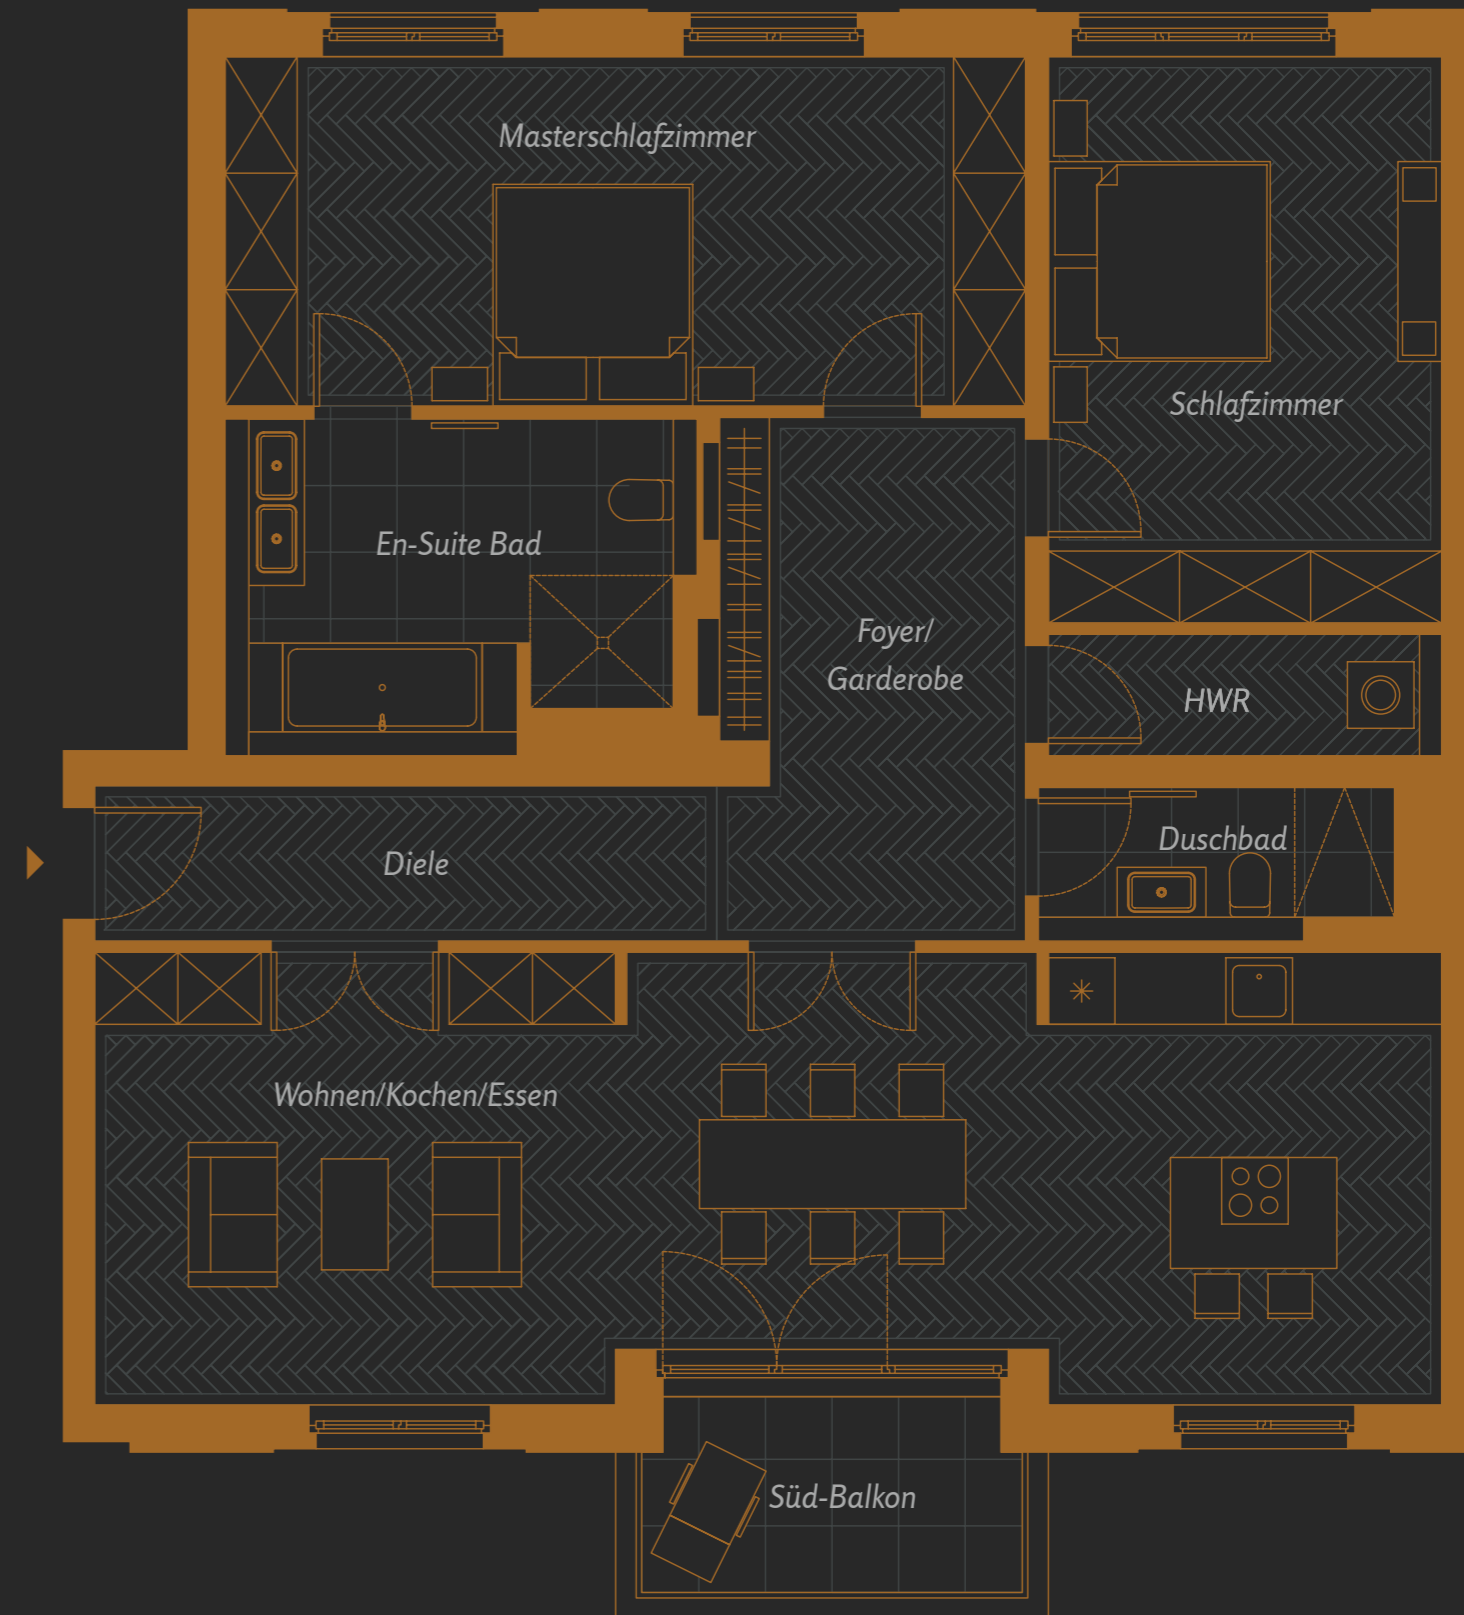 Masterschlafzimmer
Schlafzimmer
En-Suite Bad
Foyer/
Garderobe
HWR
Duschbad
Diele
Wohnen/Kochen/Essen
Süd-Balkon